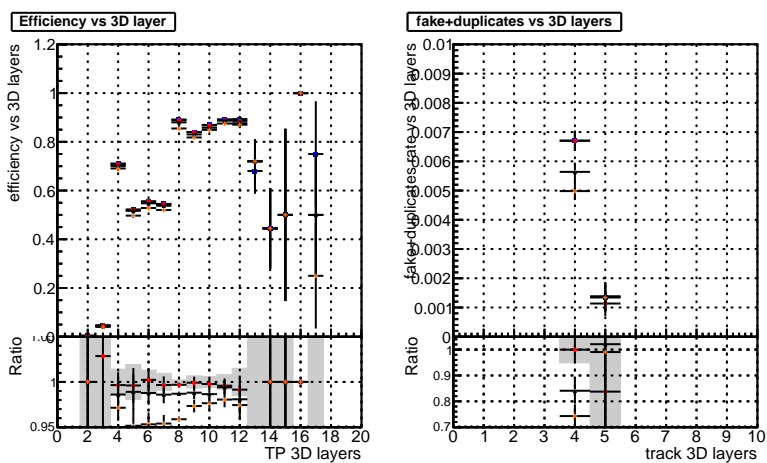 Efficiency vs 3D layer
efficiency vs 3D layers
1.2
1
0.8
0.6
0.4
0.2
0
Ratio
1
0.95
0 2 4 6 8 10 12 14 16 18 20
TP 3D layers
fake+duplicates vs 3D layers
fake+duplicates rate vs 3D layers
0.01
0.009
0.008
0.007
0.006
0.005
0.004
0.003
0.002
0.001
0
Ratio
1
0.9
0.8
0.7
0 1 2 3 4 5 6 7 8 9 10
track 3D layers